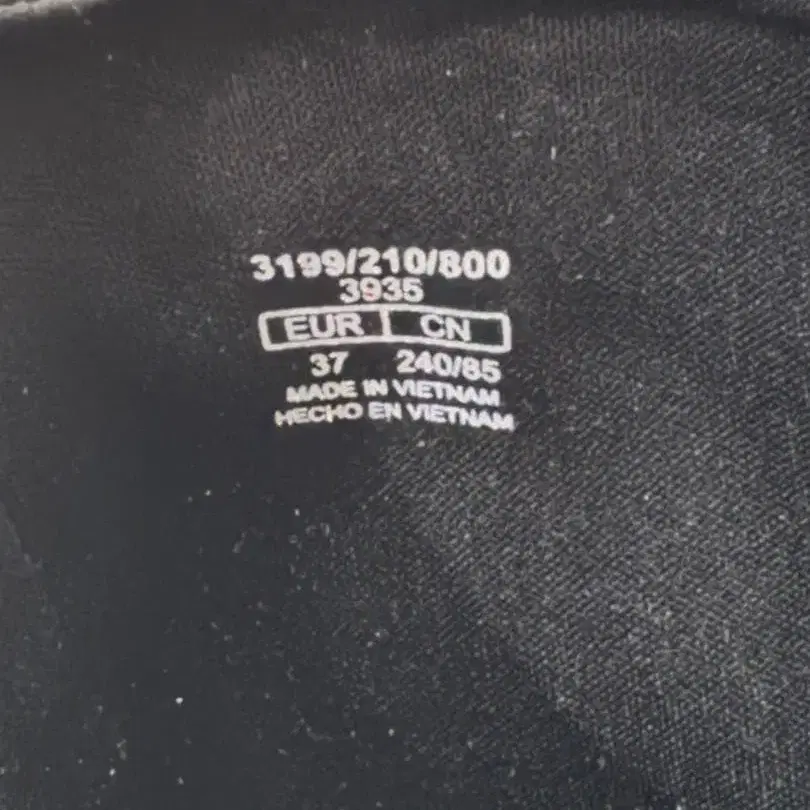 3199/210/800
3935
EUR CN
37 240/85
MADE IN VIETNAM
HECHO EN VIETNAM